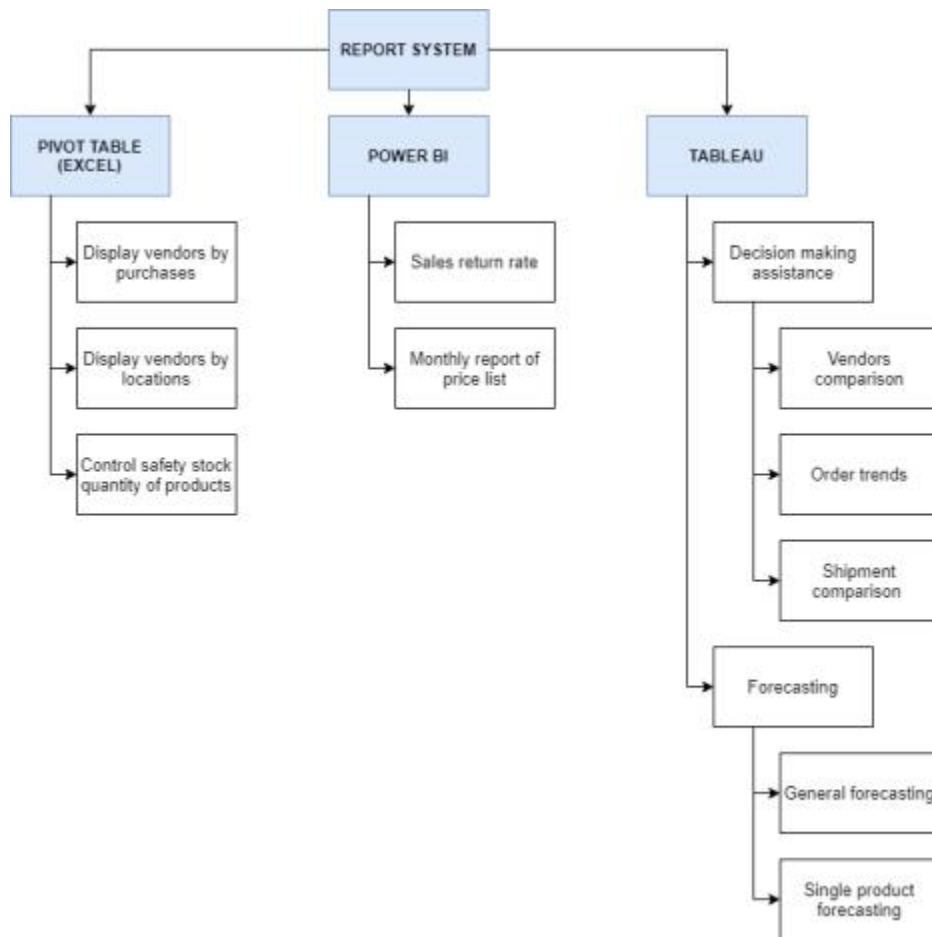 REPORT SYSTEM
PIVOT TABLE
(EXCEL)
POWER BI
TABLEAU
Display vendors by
purchases
Display vendors by
locations
Control safety stock
quantity of products
Sales return rate
Monthly report of
price list
Decision making
assistance
Vendors
comparison
Order trends
Shipment
comparison
Forecasting
General forecasting
Single product
forecasting